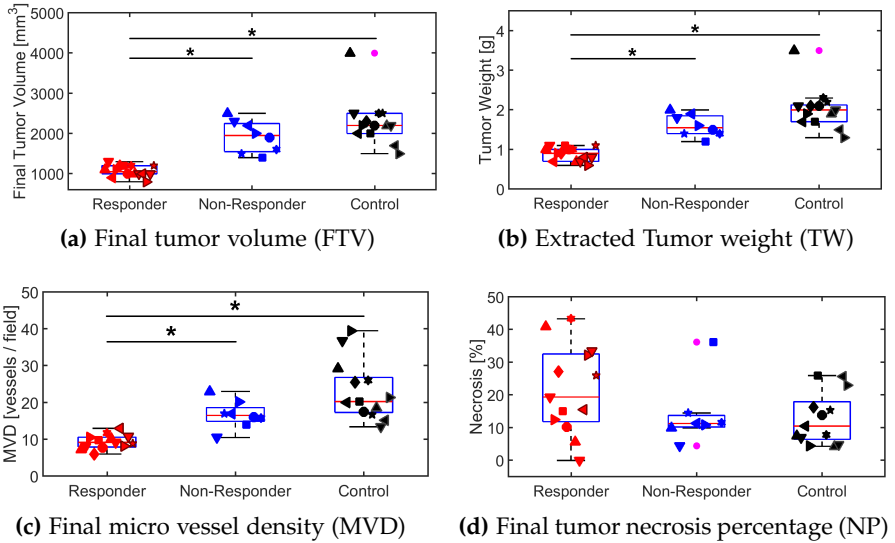 Final Tumor Volume [mm³]
5000
4000
3000
2000
1000
*
*
Responder Non-Responder Control
(a) Final tumor volume (FTV)
Tumor Weight [g]
6
4
2
0
*
*
Responder Non-Responder Control
(b) Extracted Tumor weight (TW)
MVD [vessels / field]
50
40
30
20
10
0
*
*
Responder Non-Responder Control
(c) Final micro vessel density (MVD)
Necrosis [%]
50
40
30
20
10
0
Responder Non-Responder Control
(d) Final tumor necrosis percentage (NP)